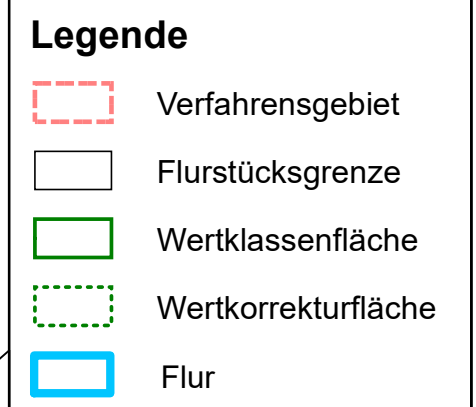 Legende
Verfahrensgebiet
Flurstücksgrenze
Wertklassenfläche
Wertkorrekturfläche
Flur